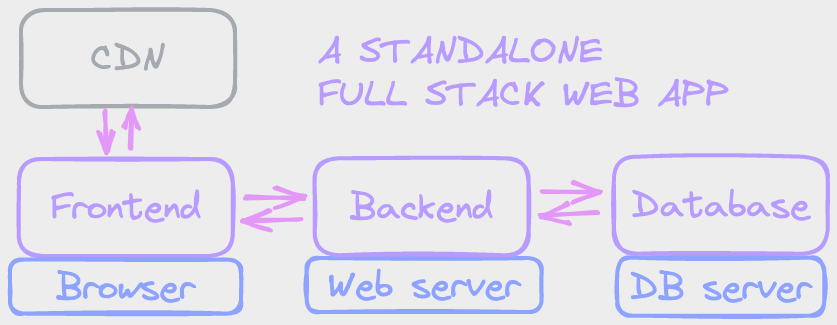 CDN
A STANDALONE
FULL STACK WEB APP
Frontend
Backend
Database
Browser
Web server
DB server